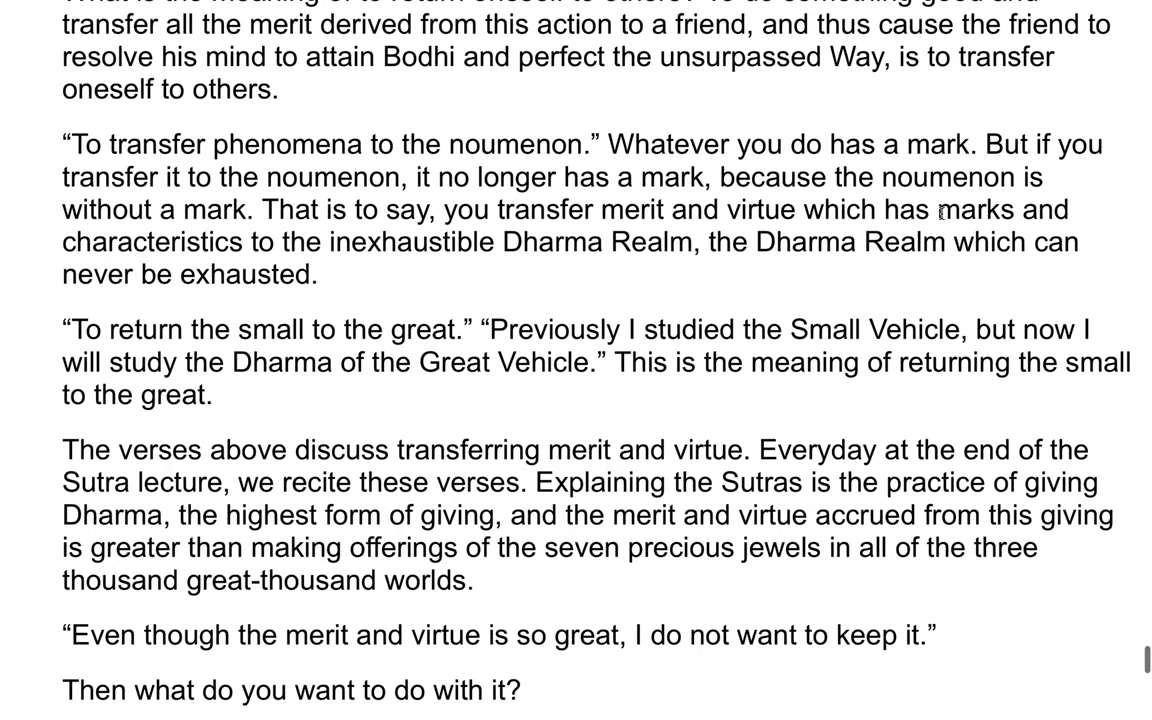 transfer all the merit derived from this action to a friend, and thus cause the friend to
resolve his mind to attain Bodhi and perfect the unsurpassed Way, is to transfer
oneself to others.
“To transfer phenomena to the noumenon.” Whatever you do has a mark. But if you
transfer it to the noumenon, it no longer has a mark, because the noumenon is
without a mark. That is to say, you transfer merit and virtue which has marks and
characteristics to the inexhaustible Dharma Realm, the Dharma Realm which can
never be exhausted.
“To return the small to the great.” “Previously I studied the Small Vehicle, but now I
will study the Dharma of the Great Vehicle.” This is the meaning of returning the small
to the great.
The verses above discuss transferring merit and virtue. Everyday at the end of the
Sutra lecture, we recite these verses. Explaining the Sutras is the practice of giving
Dharma, the highest form of giving, and the merit and virtue accrued from this giving
is greater than making offerings of the seven precious jewels in all of the three
thousand great-thousand worlds.
“Even though the merit and virtue is so great, I do not want to keep it.”
Then what do you want to do with it?